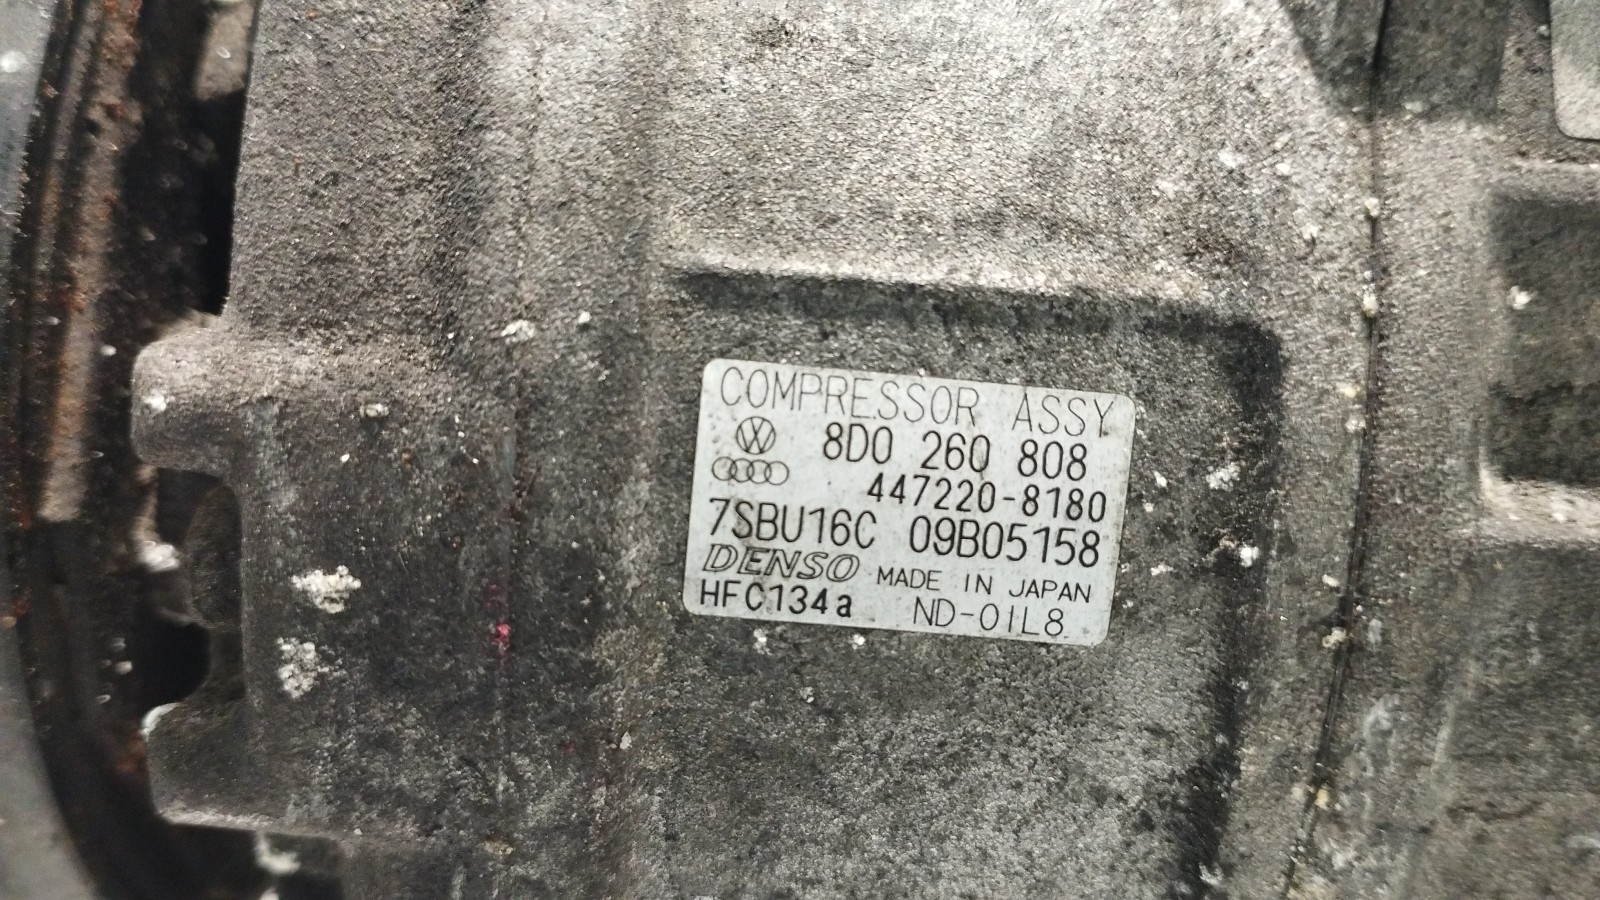 COMPRESSOR ASSY
8D0 260 808
447220-8180
7SBU16C 09B05158
DENSO MADE IN JAPAN
HFC134a ND-OIL8